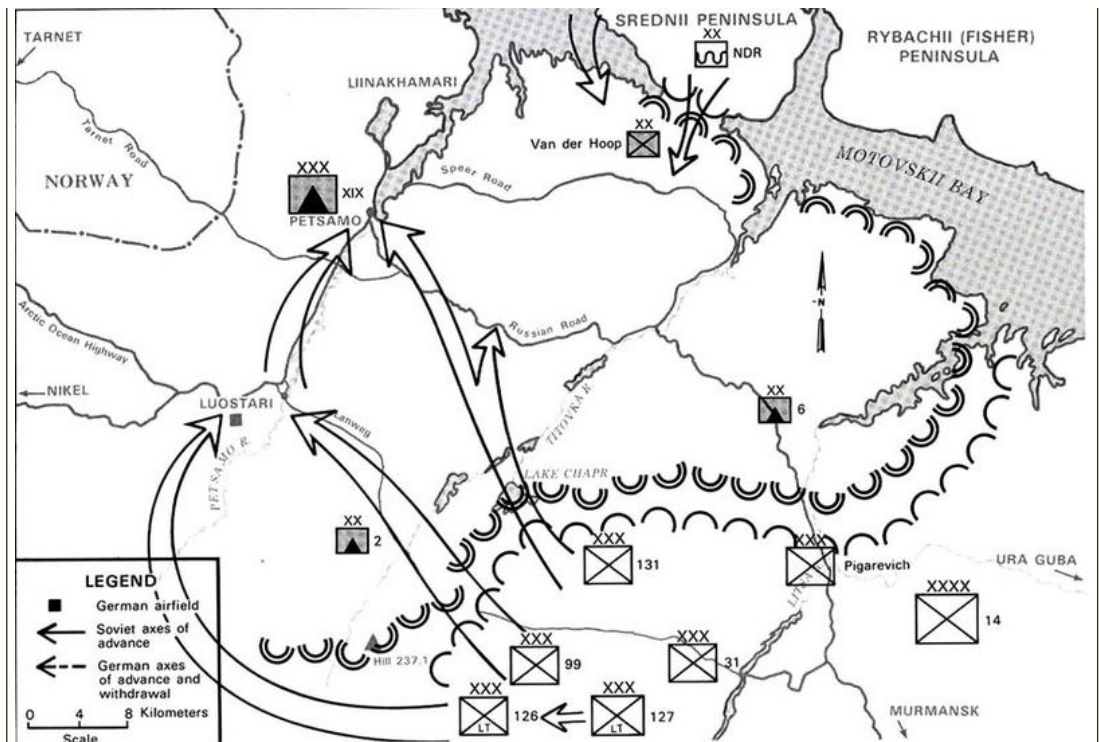 TARNET
SREDNII PENINSULA
XX
NDR
RYBACHII (FISHER)
PENINSULA
LIINAKHAMARI
Tarnet Road
XX
Van der Hoop
MOTOVSKII BAY
NORWAY
XXX
XIX
PETSAMO
Speer Road
N
Russian Road
Arctic Ocean Highway
NIKEL
LUOSTARI
Lanweg
XX
6
TITOVKA R.
PETSAMO R.
LAKE CHAPR
XX
2
XXX
131
XXX
Pigarevich
URA GUBA
LITSA
XXXX
14
LEGEND
German airfield
Soviet axes of
advance
German axes
of advance and
withdrawal
0 4 8 Kilometers
Scale
Hill 237.1
XXX
99
XXX
31
XXX
LT
126
XXX
LT
127
MURMANSK